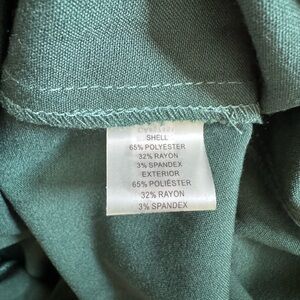 SHELL
65% POLYESTER
32% RAYON
3% SPANDEX
EXTERIOR
65% POLIÉSTER
32% RAYON
3% SPANDEX